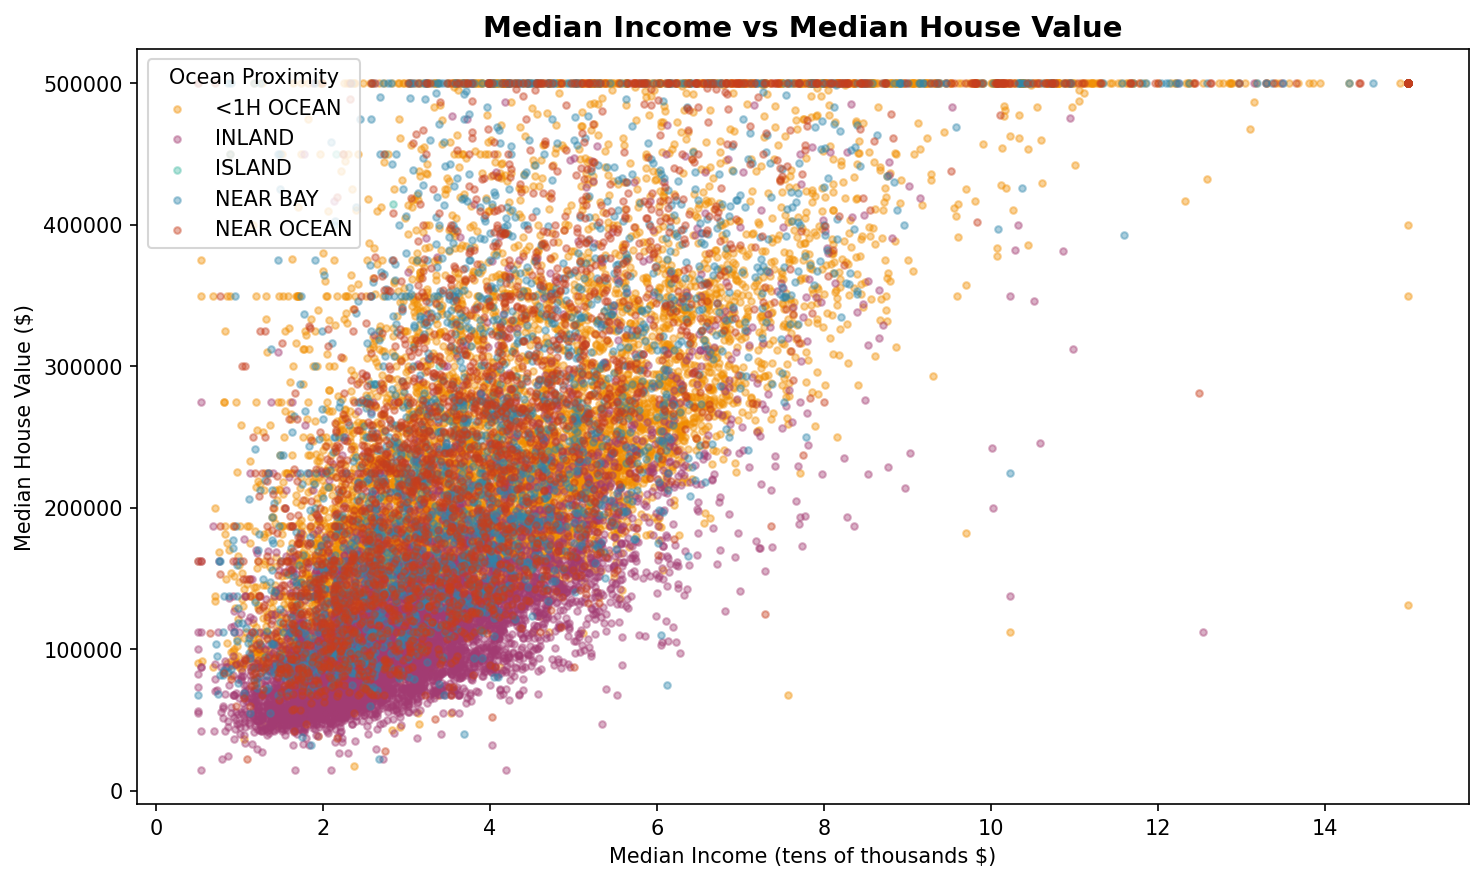 Median Income vs Median House Value
Ocean Proximity
<1H OCEAN
INLAND
ISLAND
NEAR BAY
NEAR OCEAN
Median House Value ($)
500000
400000
300000
200000
100000
0
0 2 4 6 8 10 12 14
Median Income (tens of thousands $)